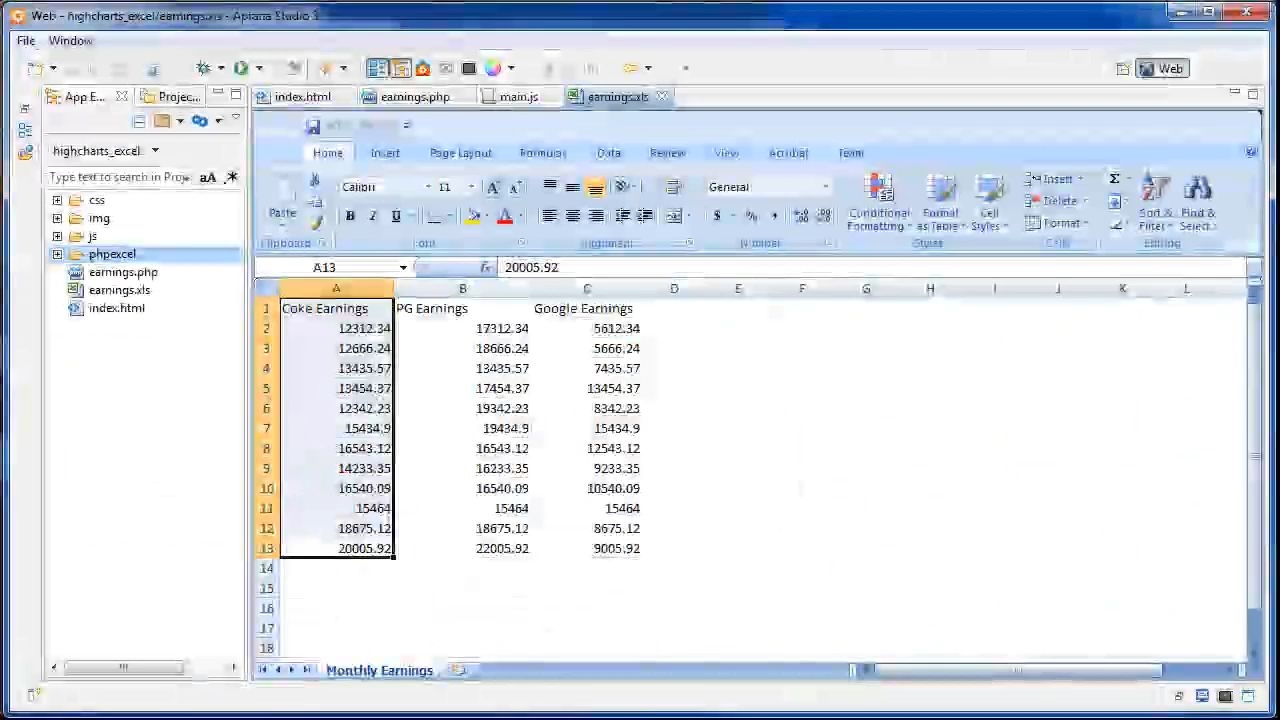 Web - highcharts_excel/earnings.xls - Aptana Studio 3
File Window
Web
App E... Projec...
index.html earnings.php main.js earnings.xls
highcharts_excel
Type text to search in Proje
aA
css
img
js
phpexcel
earnings.php
earnings.xls
index.html
Home Insert Page Layout Formulas Data Review View Acrobat Team
Paste
Calibri 11
B I U
General
$ % ,
Conditional Formatting
Format as Table
Cell Styles
Insert
Delete
Format
Σ
Sort & Filter
Find & Select
Clipboard Font Alignment Number Styles Cells Editing
A13 fx 20005.92
A B C D E F G H I J K L
1 Coke Earnings PG Earnings Google Earnings
2 12312.34 17312.34 5612.34
3 12666.24 18666.24 5666.24
4 13435.57 13435.57 7435.57
5 13454.37 17454.37 13454.37
6 12342.23 19342.23 8342.23
7 15434.9 19434.9 15434.9
8 16543.12 16543.12 12543.12
9 14233.35 16233.35 9233.35
10 16540.09 16540.09 10540.09
11 15464 15464 15464
12 18675.12 18675.12 8675.12
13 20005.92 22005.92 9005.92
14
15
16
17
18
Monthly Earnings